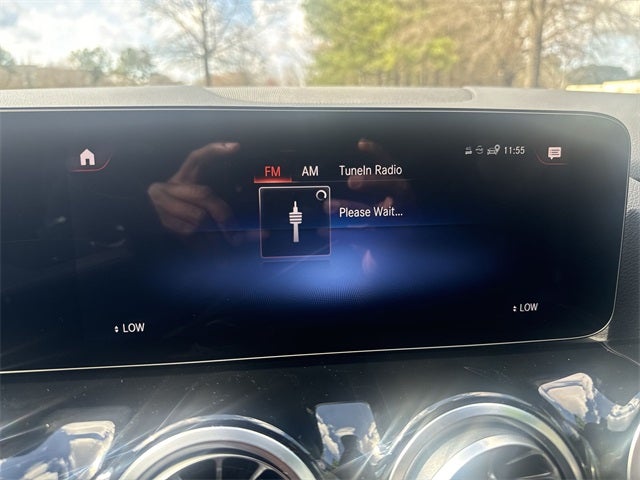 11:55
FM AM TuneIn Radio
Please Wait...
LOW
LOW